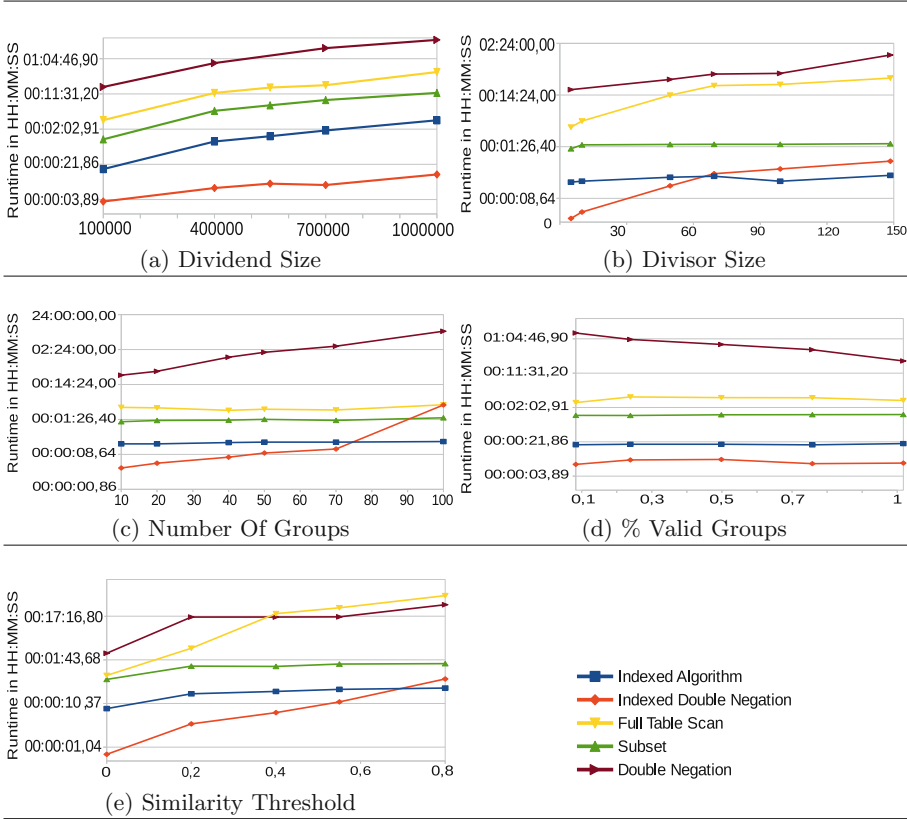 Runtime in HH:MM:SS
01:04:46,90
00:11:31,20
00:02:02,91
00:00:21,86
00:00:03,89
100000 400000 700000 1000000
(a) Dividend Size
Runtime in HH:MM:SS
02:24:00,00
00:14:24,00
00:01:26,40
00:00:08,64
0
30 60 90 120 150
(b) Divisor Size
Runtime in HH:MM:SS
24:00:00,00
02:24:00,00
00:14:24,00
00:01:26,40
00:00:08,64
00:00:00,86
10 20 30 40 50 60 70 80 90 100
(c) Number Of Groups
Runtime in HH:MM:SS
01:04:46,90
00:11:31,20
00:02:02,91
00:00:21,86
00:00:03,89
0,1 0,3 0,5 0,7 1
(d) % Valid Groups
Runtime in HH:MM:SS
00:17:16,80
00:01:43,68
00:00:10,37
00:00:01,04
0 0,2 0,4 0,6 0,8
(e) Similarity Threshold
Indexed Algorithm
Indexed Double Negation
Full Table Scan
Subset
Double Negation